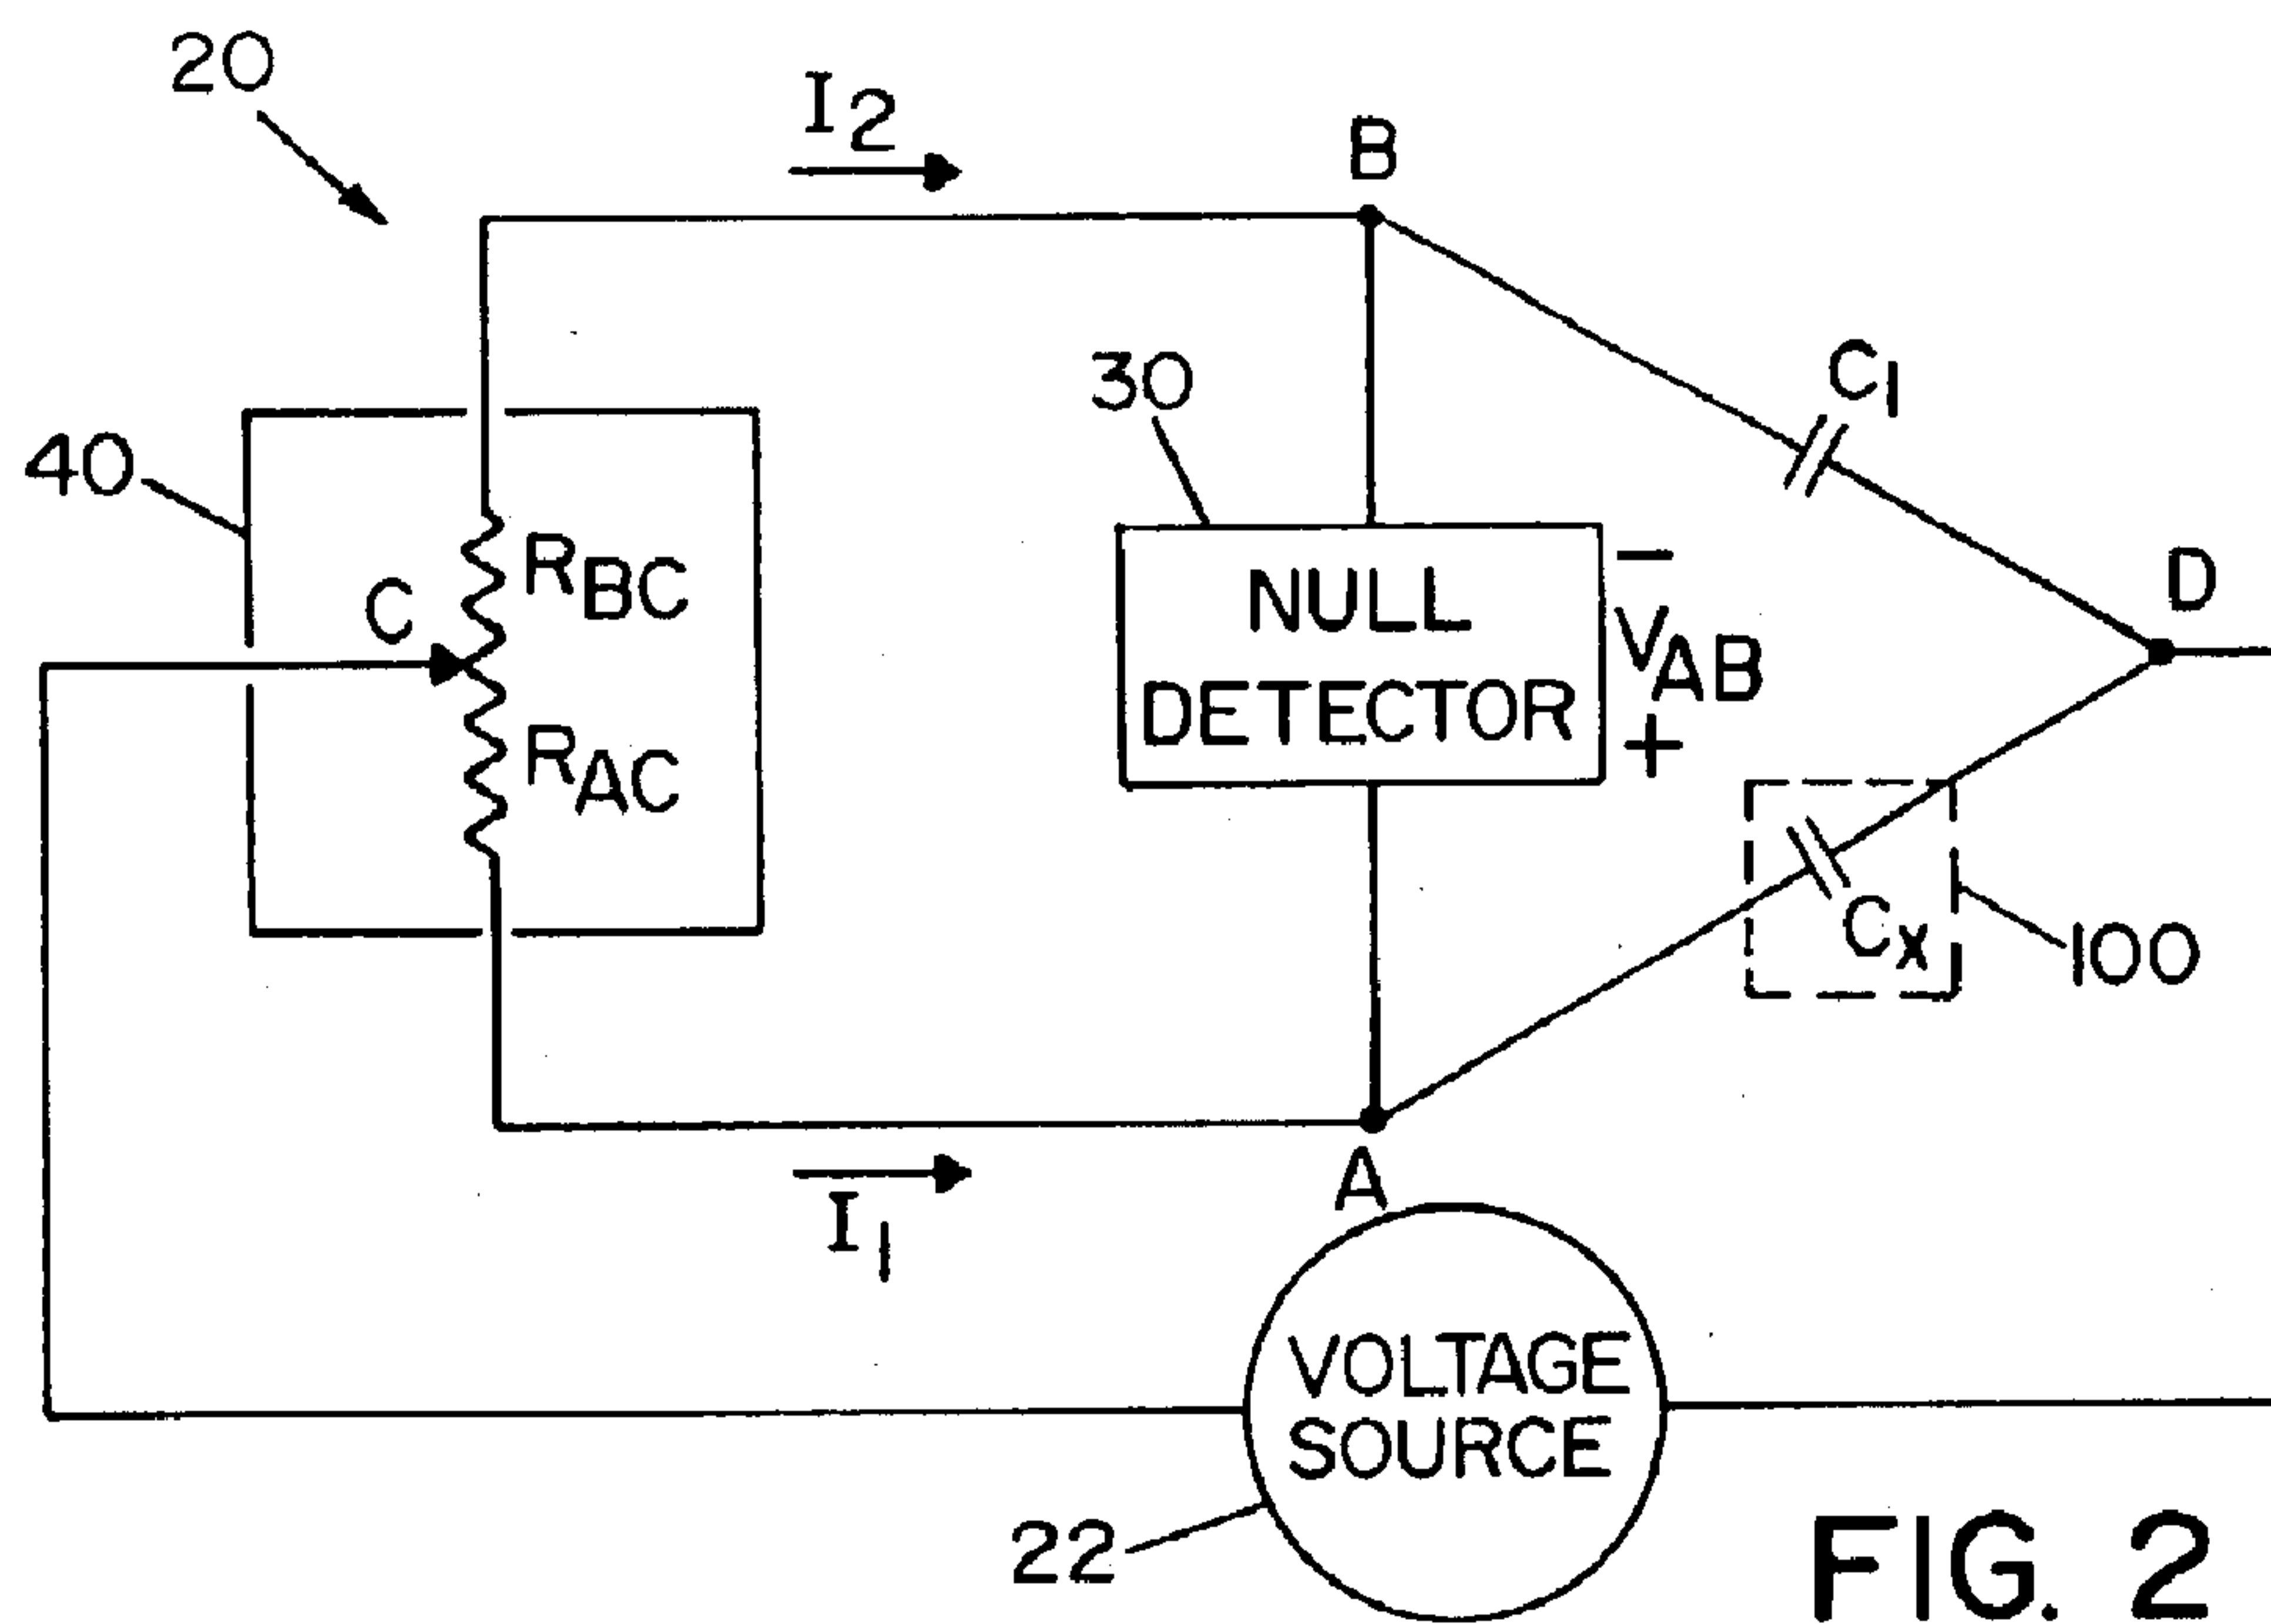 20
I2
B
C1
30
40
RBC
C
NULL
DETECTOR
−
VAB
+
D
RAC
CX
100
A
I1
VOLTAGE
SOURCE
22
FIG. 2